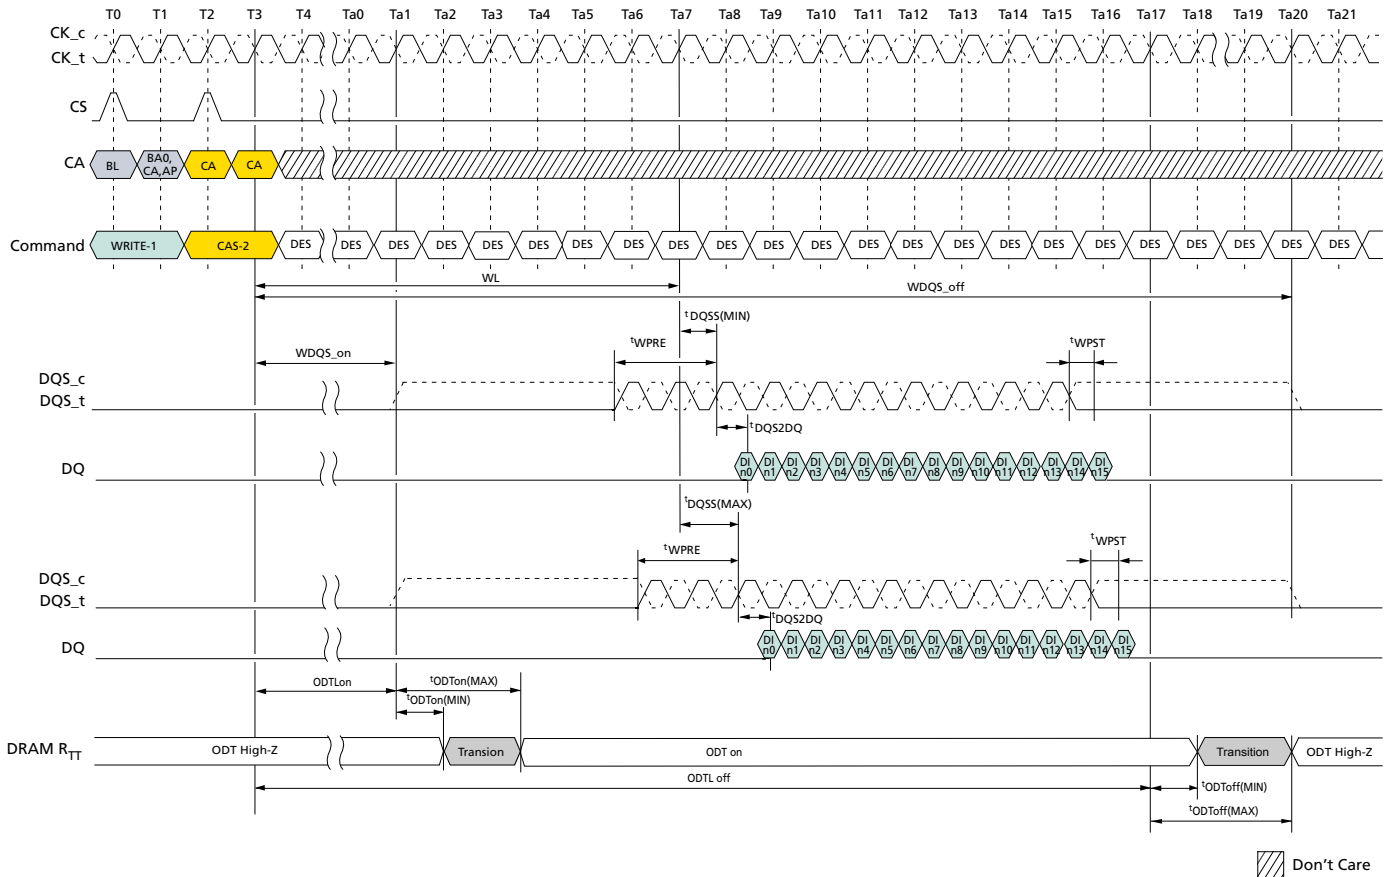 T0 T1 T2 T3 T4 Ta0 Ta1 Ta2 Ta3 Ta4 Ta5 Ta6 Ta7 Ta8 Ta9 Ta10 Ta11 Ta12 Ta13 Ta14 Ta15 Ta16 Ta17 Ta18 Ta19 Ta20 Ta21
CK_c
CK_t
CS
CA BL BA0, CA, AP CA CA
Command WRITE-1 CAS-2 DES DES DES DES DES DES DES DES DES DES DES DES DES DES DES DES DES DES DES DES DES DES DES
WL
WDQS_off
tDQSS(MIN)
WDQS_on tWPRE tWPST
DQS_c
DQS_t
tDQS2DQ
DQ DI n0 DI n1 DI n2 DI n3 DI n4 DI n5 DI n6 DI n7 DI n8 DI n9 DI n10 DI n11 DI n12 DI n13 DI n14 DI n15
tDQSS(MAX)
tWPRE tWPST
DQS_c
DQS_t
tDQS2DQ
DQ DI n0 DI n1 DI n2 DI n3 DI n4 DI n5 DI n6 DI n7 DI n8 DI n9 DI n10 DI n11 DI n12 DI n13 DI n14 DI n15
ODTLon tODTon(MAX)
tODTon(MIN)
DRAM RTT ODT High-Z Transion ODT on Transition ODT High-Z
ODTL off tODToff(MIN)
tODToff(MAX)
Don't Care